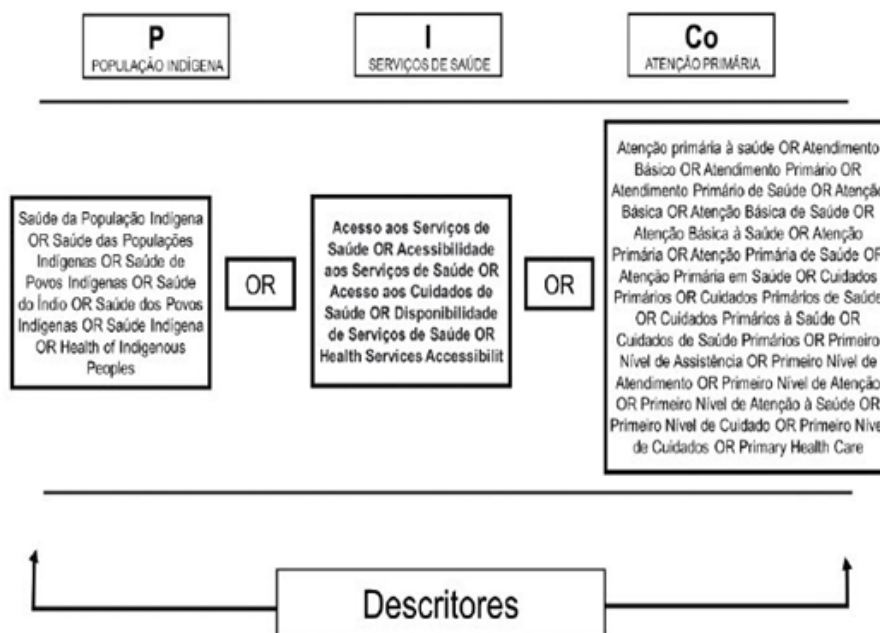 P
POPULAÇÃO INDÍGENA
I
SERVIÇOS DE SAÚDE
Co
ATENÇÃO PRIMÁRIA
Saúde da População Indígena
OR Saúde das Populações
Indígenas OR Saúde de
Povos Indígenas OR Saúde
do Índio OR Saúde dos Povos
Indígenas OR Saúde Indígena
OR Health of Indigenous
Peoples
OR
Acesso aos Serviços de
Saúde OR Acessibilidade
aos Serviços de Saúde OR
Acesso aos Cuidados de
Saúde OR Disponibilidade
de Serviços de Saúde OR
Health Services Accessibilit
OR
Atenção primária à saúde OR Atendimento
Básico OR Atendimento Primário OR
Atendimento Primário de Saúde OR Atenção
Básica OR Atenção Básica de Saúde OR
Atenção Básica à Saúde OR Atenção
Primária OR Atenção Primária de Saúde OR
Atenção Primária em Saúde OR Cuidados
Primários OR Cuidados Primários de Saúde
OR Cuidados Primários à Saúde OR
Cuidados de Saúde Primários OR Primeiro
Nível de Assistência OR Primeiro Nível de
Atendimento OR Primeiro Nível de Atenção
OR Primeiro Nível de Atenção à Saúde OR
Primeiro Nível de Cuidado OR Primeiro Nível
de Cuidados OR Primary Health Care
Descritores